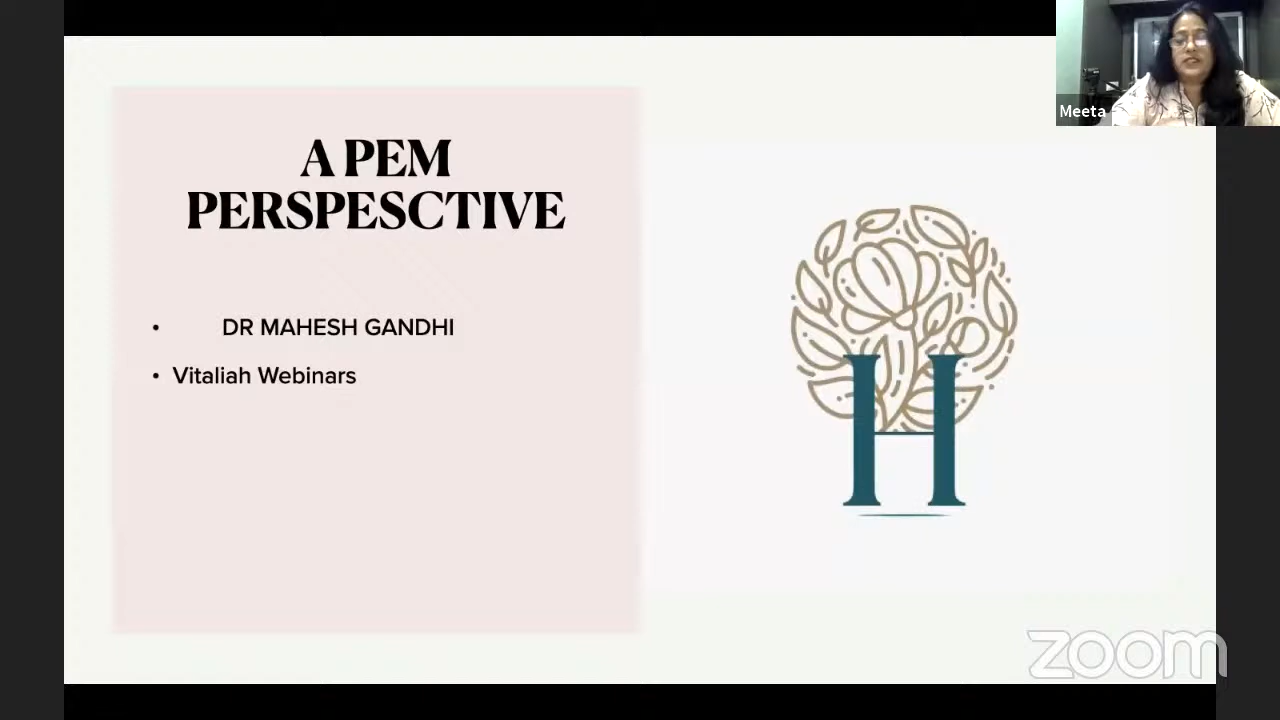 A PEM
PERSPESCTIVE
• DR MAHESH GANDHI
• Vitaliah Webinars
H
Meeta
zoom